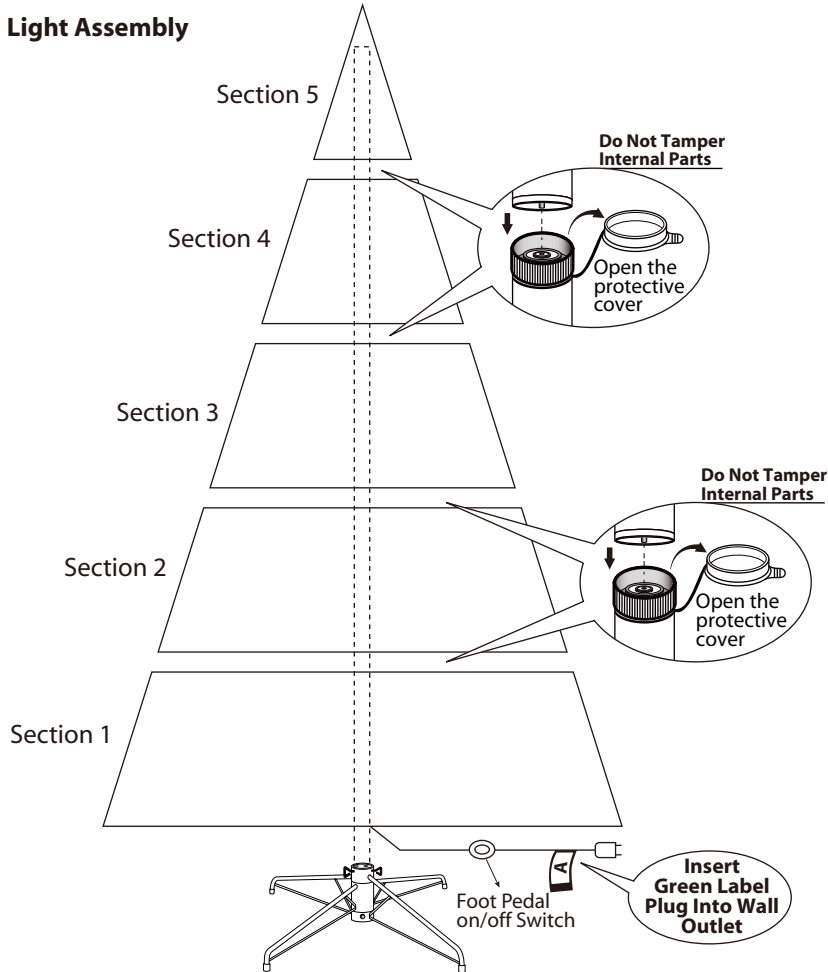 Light Assembly
Section 5
Do Not Tamper
Internal Parts
Section 4
Open the
protective
cover
Section 3
Do Not Tamper
Internal Parts
Section 2
Open the
protective
cover
Section 1
A
Insert
Green Label
Plug Into Wall
Outlet
Foot Pedal
on/off Switch